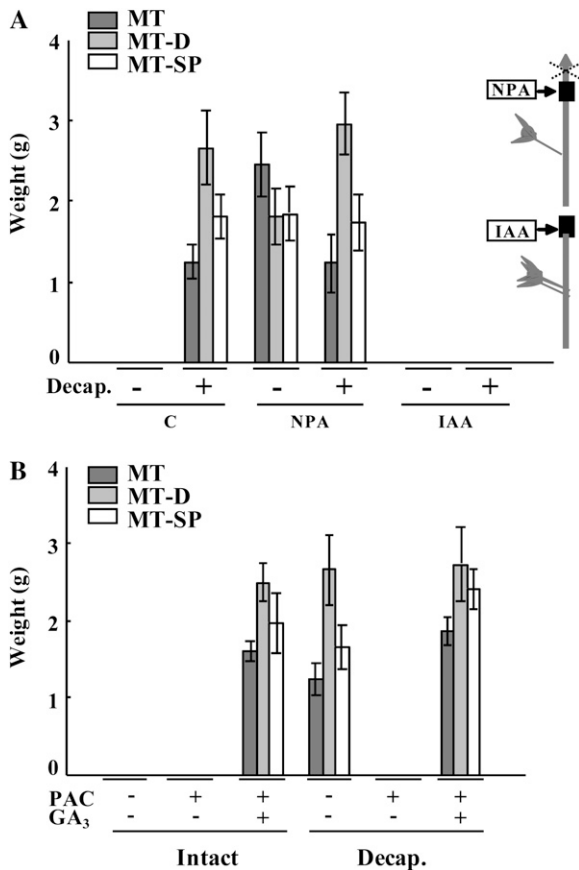 A
MT
MT-D
MT-SP
4
3
2
1
0
Weight (g)
NPA
IAA
Decap. - + - + - +
C NPA IAA
B
MT
MT-D
MT-SP
4
3
2
1
0
Weight (g)
PAC - + + - + +
GA₃ - - + - - +
Intact Decap.